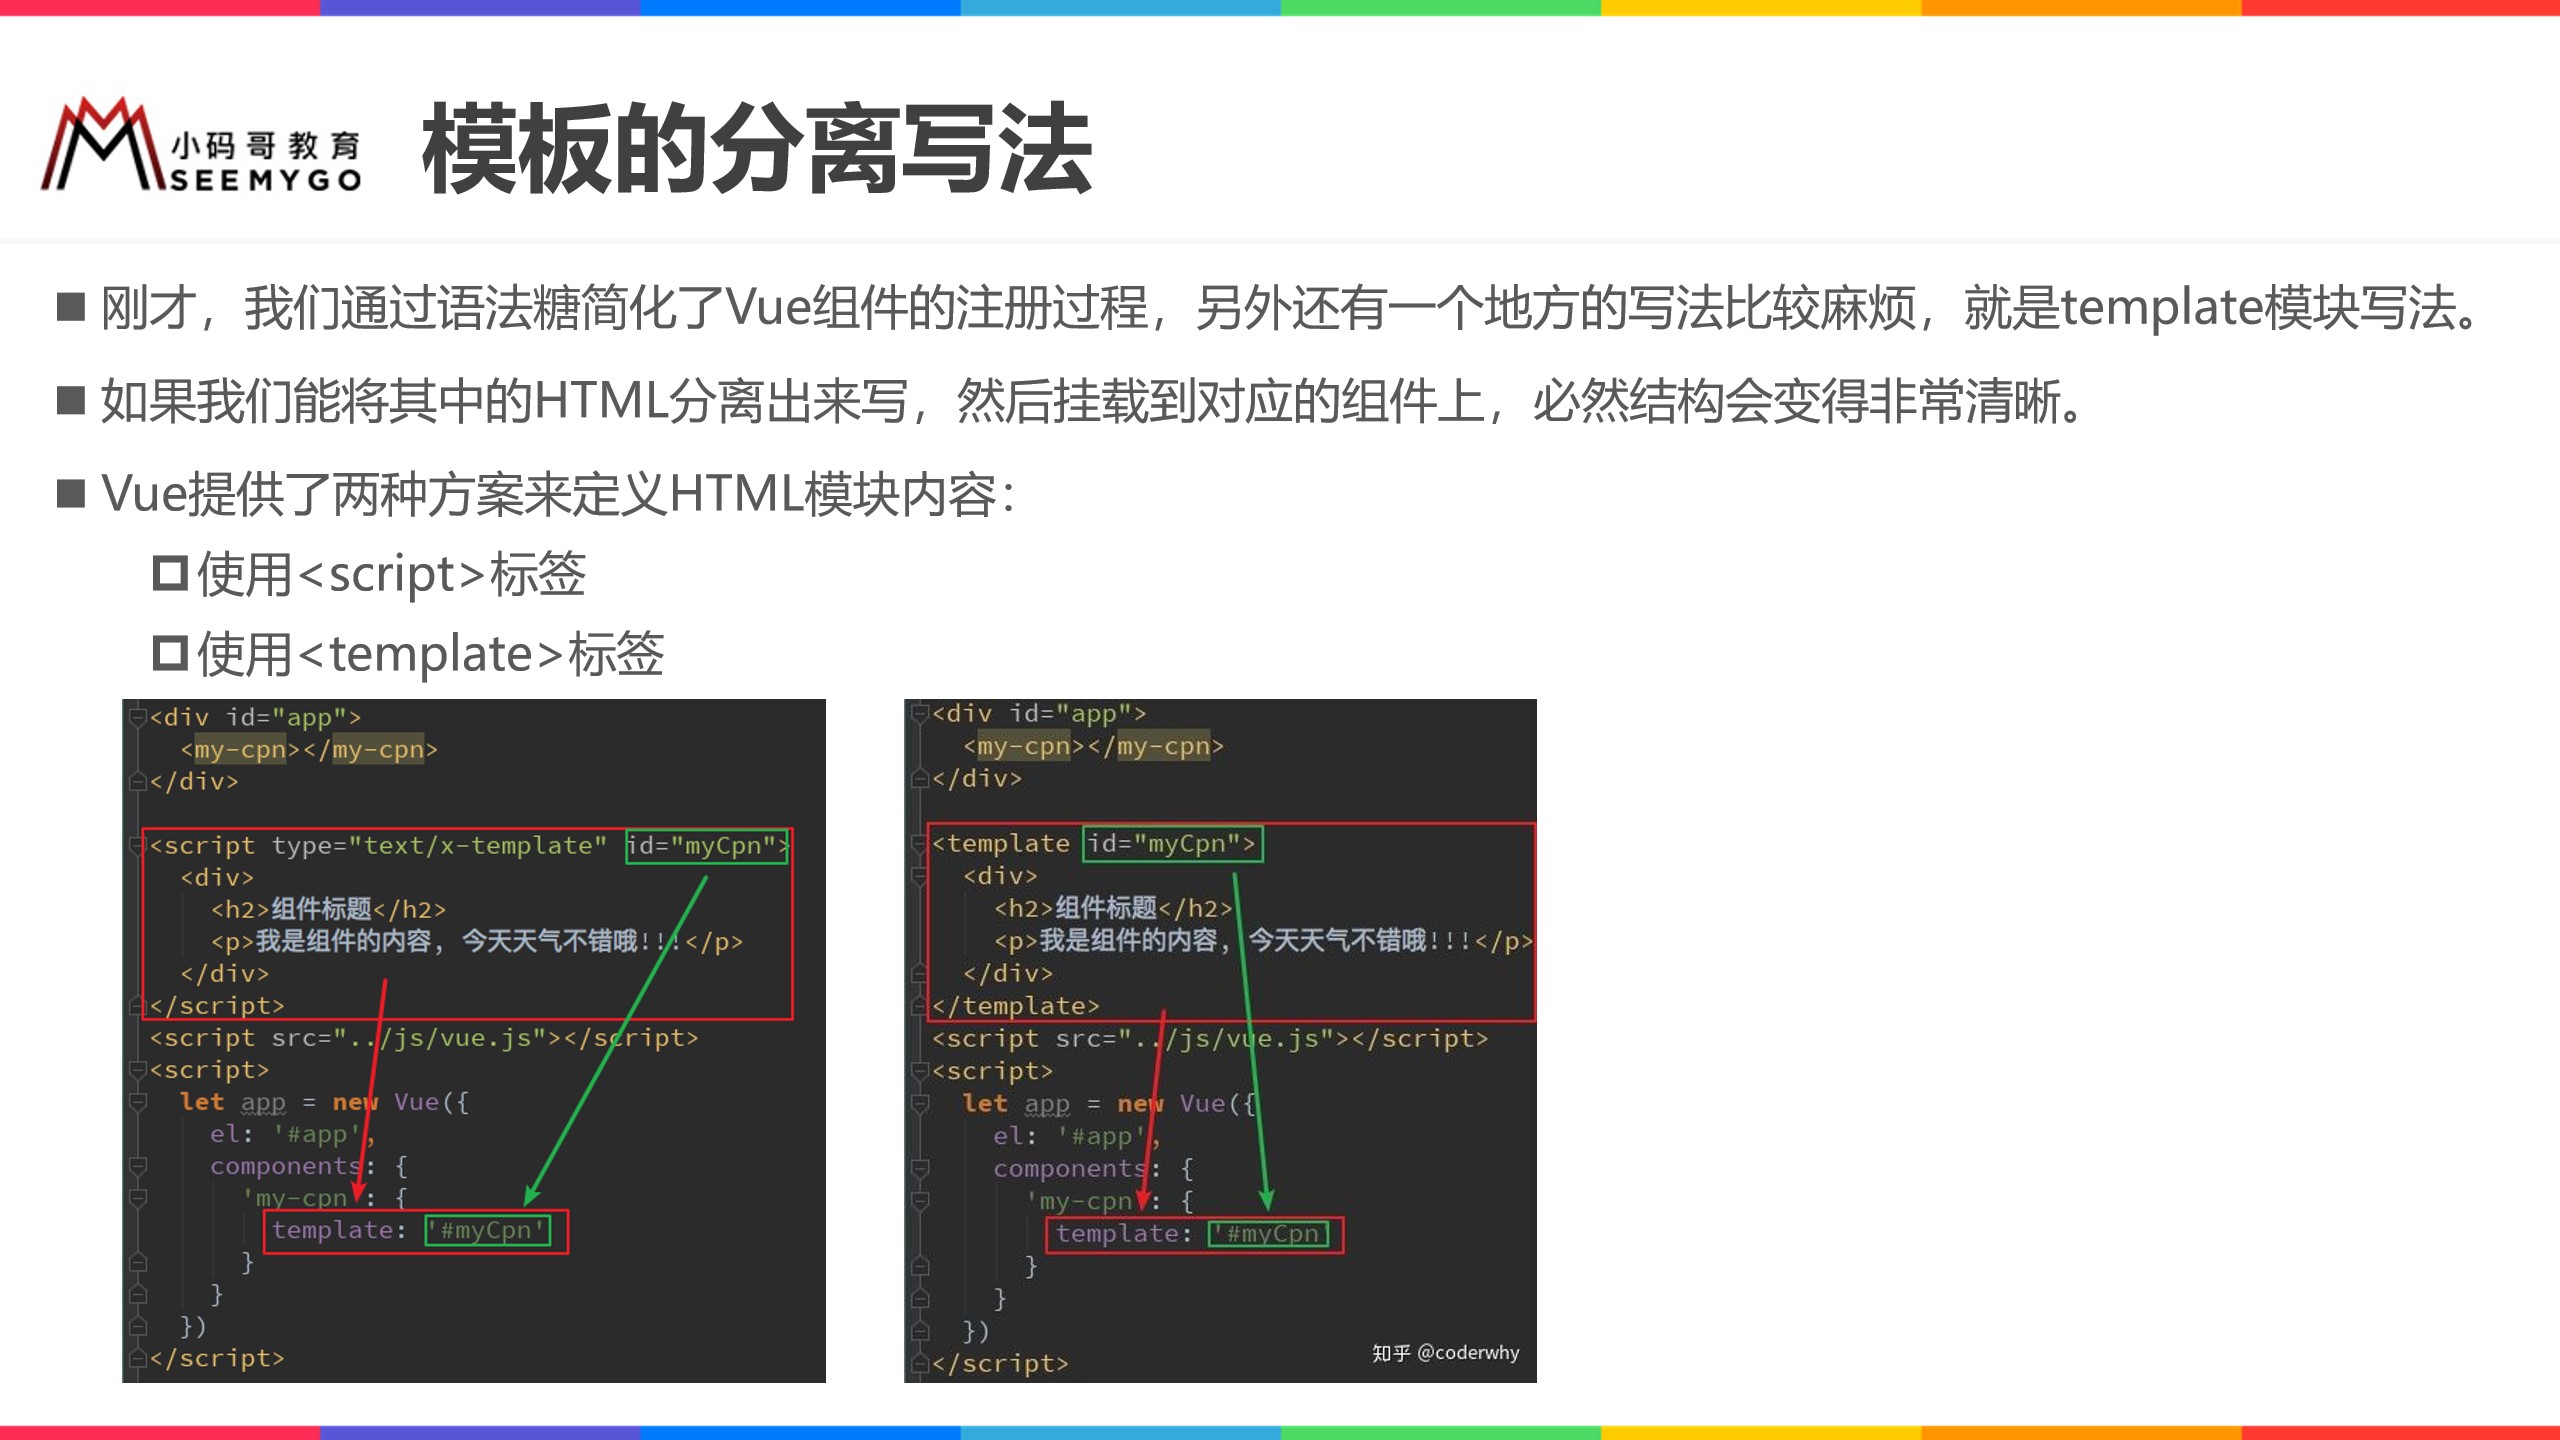 小码哥教育
SEEMYGO
模板的分离写法
刚才，我们通过语法糖简化了Vue组件的注册过程，另外还有一个地方的写法比较麻烦，就是template模块写法。
如果我们能将其中的HTML分离出来写，然后挂载到对应的组件上，必然结构会变得非常清晰。
Vue提供了两种方案来定义HTML模块内容：
使用<script>标签
使用<template>标签
<div id="app">
<my-cpn></my-cpn>
</div>
<script type="text/x-template" id="myCpn">
<div>
<h2>组件标题</h2>
<p>我是组件的内容，今天天气不错哦!!!</p>
</div>
</script>
<script src="../js/vue.js"></script>
<script>
let app = new Vue({
el: '#app',
components: {
'my-cpn': {
template: '#myCpn'
}
}
})
</script>
<div id="app">
<my-cpn></my-cpn>
</div>
<template id="myCpn">
<div>
<h2>组件标题</h2>
<p>我是组件的内容，今天天气不错哦!!!</p>
</div>
</template>
<script src="../js/vue.js"></script>
<script>
let app = new Vue({
el: '#app',
components: {
'my-cpn': {
template: '#myCpn'
}
}
})
</script>
知乎 @coderwhy